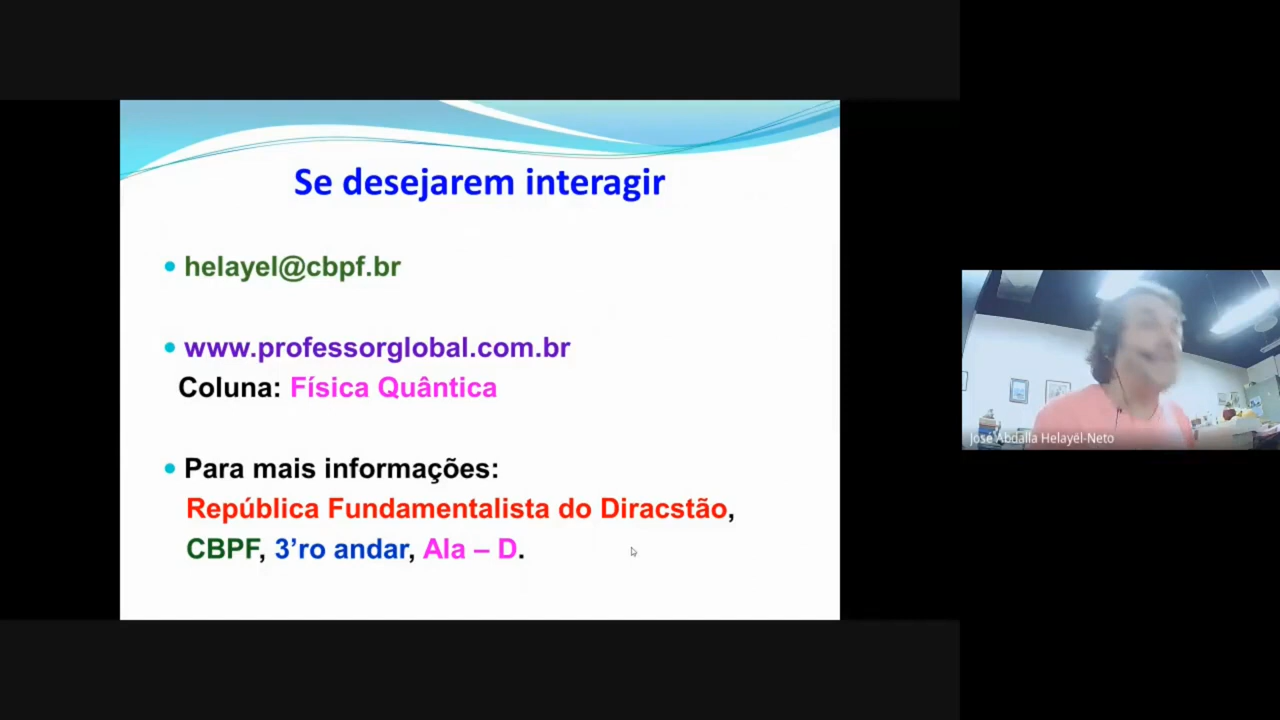 Se desejarem interagir
helayel@cbpf.br
www.professorglobal.com.br
Coluna: Física Quântica
Para mais informações:
República Fundamentalista do Diracstão,
CBPF, 3’ro andar, Ala – D.
José Abdalla Helayël-Neto